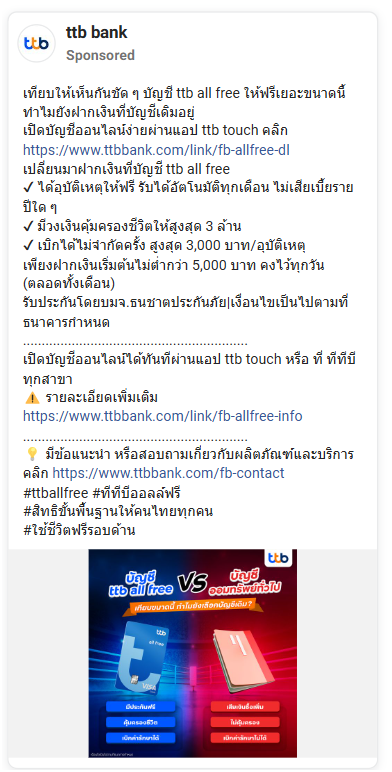 ttb bank
Sponsored
เทียบให้เห็นกันชัด ๆ บัญชี ttb all free ให้ฟรีเยอะขนาดนี้
ทำไมยังฝากเงินที่บัญชีเดิมอยู่
เปิดบัญชีออนไลน์ง่ายผ่านแอป ttb touch คลิก
https://www.ttbbank.com/link/fb-allfree-dl
เปลี่ยนมาฝากเงินที่บัญชี ttb all free
✓ ได้อุบัติเหตุให้ฟรี รับได้อัตโนมัติทุกเดือน ไม่เสียเบี้ยราย
ปีใด ๆ
✓ มีวงเงินคุ้มครองชีวิตให้สูงสุด 3 ล้าน
✓ เบิกได้ไม่จำกัดครั้ง สูงสุด 3,000 บาท/อุบัติเหตุ
เพียงฝากเงินเริ่มต้นไม่ต่ำกว่า 5,000 บาท คงไว้ทุกวัน
(ตลอดทั้งเดือน)
รับประกันโดยบมจ.ธนชาตประกันภัย|เงื่อนไขเป็นไปตามที่
ธนาคารกำหนด
.........................................................
เปิดบัญชีออนไลน์ได้ทันทีที่ผ่านแอป ttb touch หรือ ที่ ทีทีบี
ทุกสาขา
⚠️ รายละเอียดเพิ่มเติม
https://www.ttbbank.com/link/fb-allfree-info
.........................................................
💡 มีข้อแนะนำ หรือสอบถามเกี่ยวกับผลิตภัณฑ์และบริการ
คลิก https://www.ttbbank.com/fb-contact
#ttballfree #ทีทีบีออลล์ฟรี
#สิทธิขั้นพื้นฐานให้คนไทยทุกคน
#ใช้ชีวิตฟรีรอบด้าน
ttb
บัญชี
ttb all free
VS
บัญชี
ออมทรัพย์ทั่วไป
เทียบขนาดนี้ ทำไมยังเลือกบัญชีเดิม?
ttb
all free
VISA
มีประกันฟรี
คุ้มครองชีวิต
เบิกค่ารักษาได้
เสียเงินซื้อเพิ่ม
ไม่คุ้มครอง
เบิกค่ารักษาไม่ได้